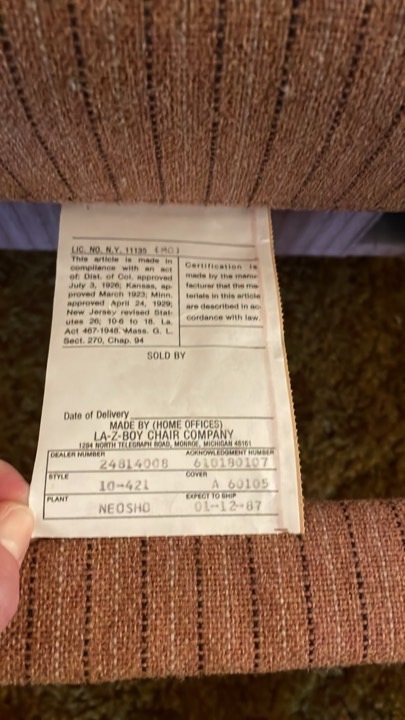 LIC. NO. N.Y. 11135 (MO)
This article is made in
compliance with an act
of: Dist. of Col. approved
July 3, 1926; Kansas, ap-
proved March 1923; Minn.
approved April 24, 1929;
New Jersey revised Stat-
utes 26; 10-6 to 18. La.
Act 467-1948. Mass. G. L.
Sect. 270, Chap. 94
Certification is
made by the manu-
facturer that the ma-
terials in this article
are described in ac-
cordance with law.
SOLD BY
Date of Delivery
MADE BY (HOME OFFICES)
LA-Z-BOY CHAIR COMPANY
1284 NORTH TELEGRAPH ROAD, MONROE, MICHIGAN 48161
DEALER NUMBER ACKNOWLEDGMENT NUMBER
24814008 610180107
STYLE COVER
10-421 A 60105
PLANT EXPECT TO SHIP
NEOSHO 01-12-87